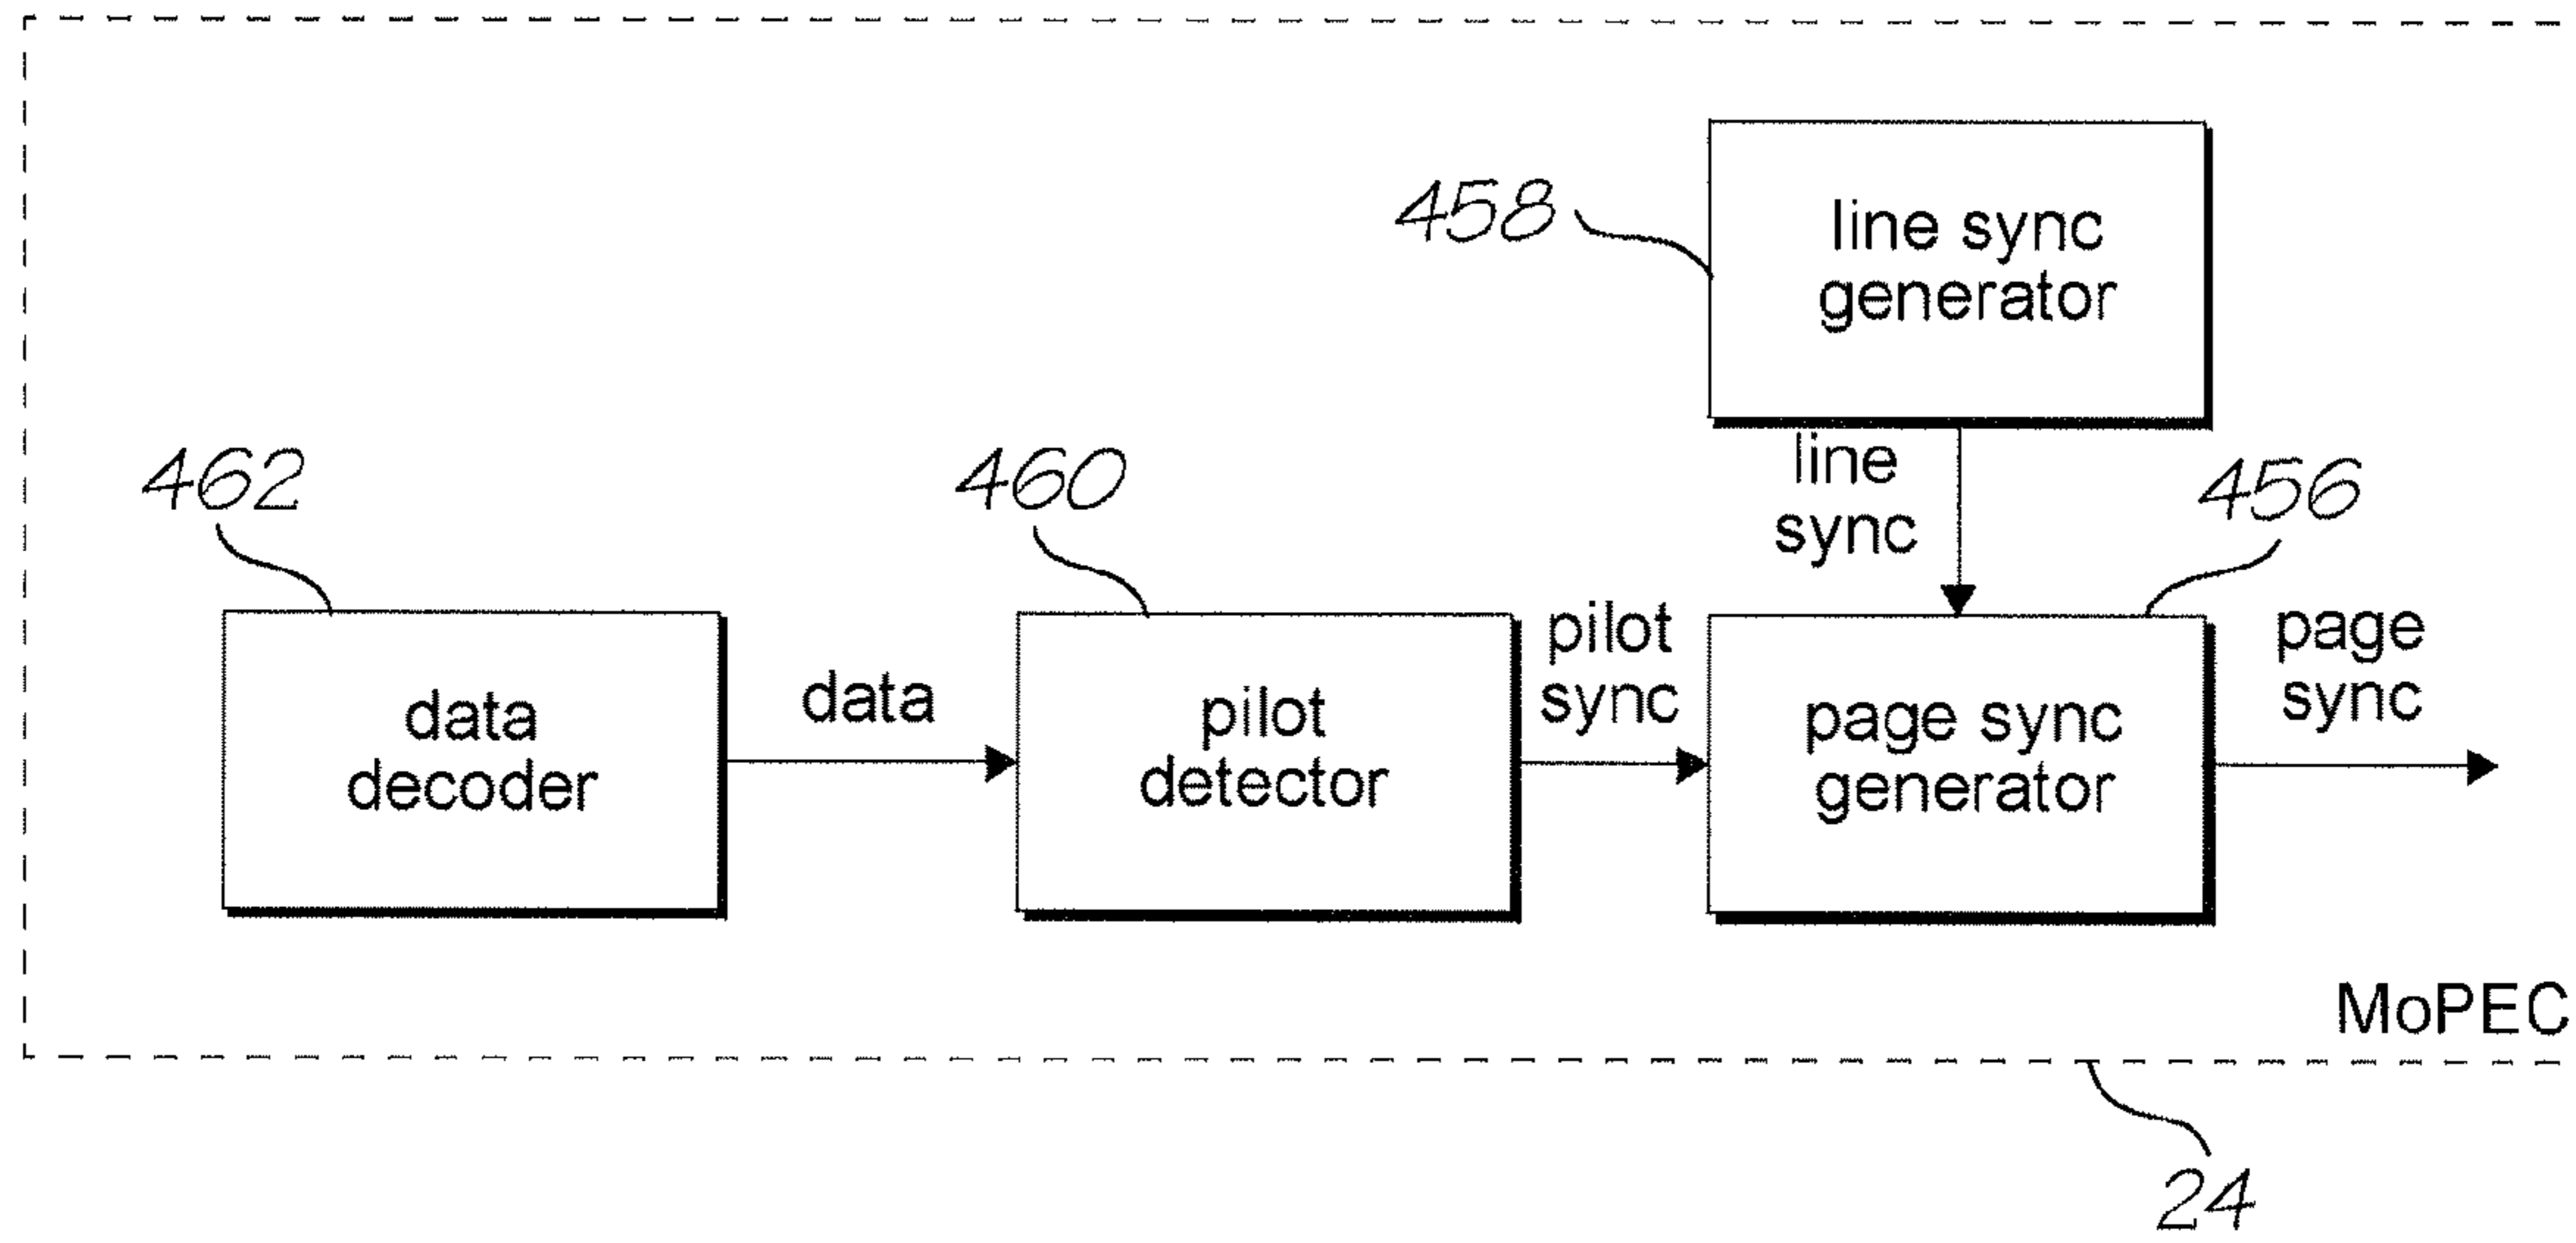 458
line sync
generator
line
sync
462
460
456
data
decoder
data
pilot
detector
pilot
sync
page sync
generator
page
sync
MoPEC
24